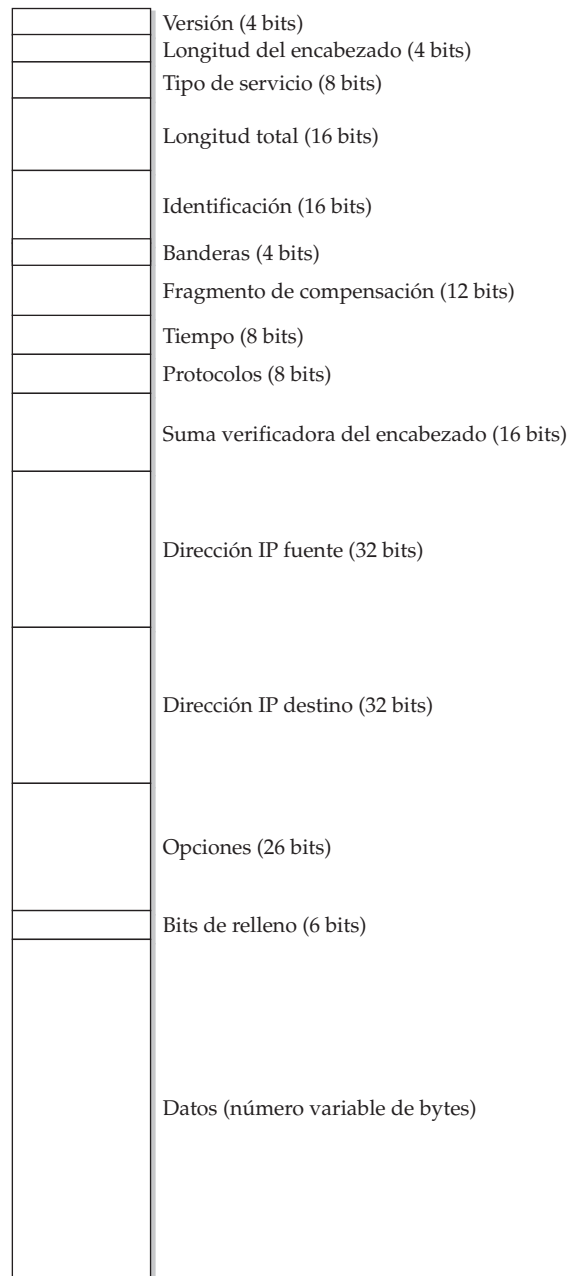 Versión (4 bits)
Longitud del encabezado (4 bits)
Tipo de servicio (8 bits)
Longitud total (16 bits)
Identificación (16 bits)
Banderas (4 bits)
Fragmento de compensación (12 bits)
Tiempo (8 bits)
Protocolos (8 bits)
Suma verificadora del encabezado (16 bits)
Dirección IP fuente (32 bits)
Dirección IP destino (32 bits)
Opciones (26 bits)
Bits de relleno (6 bits)
Datos (número variable de bytes)